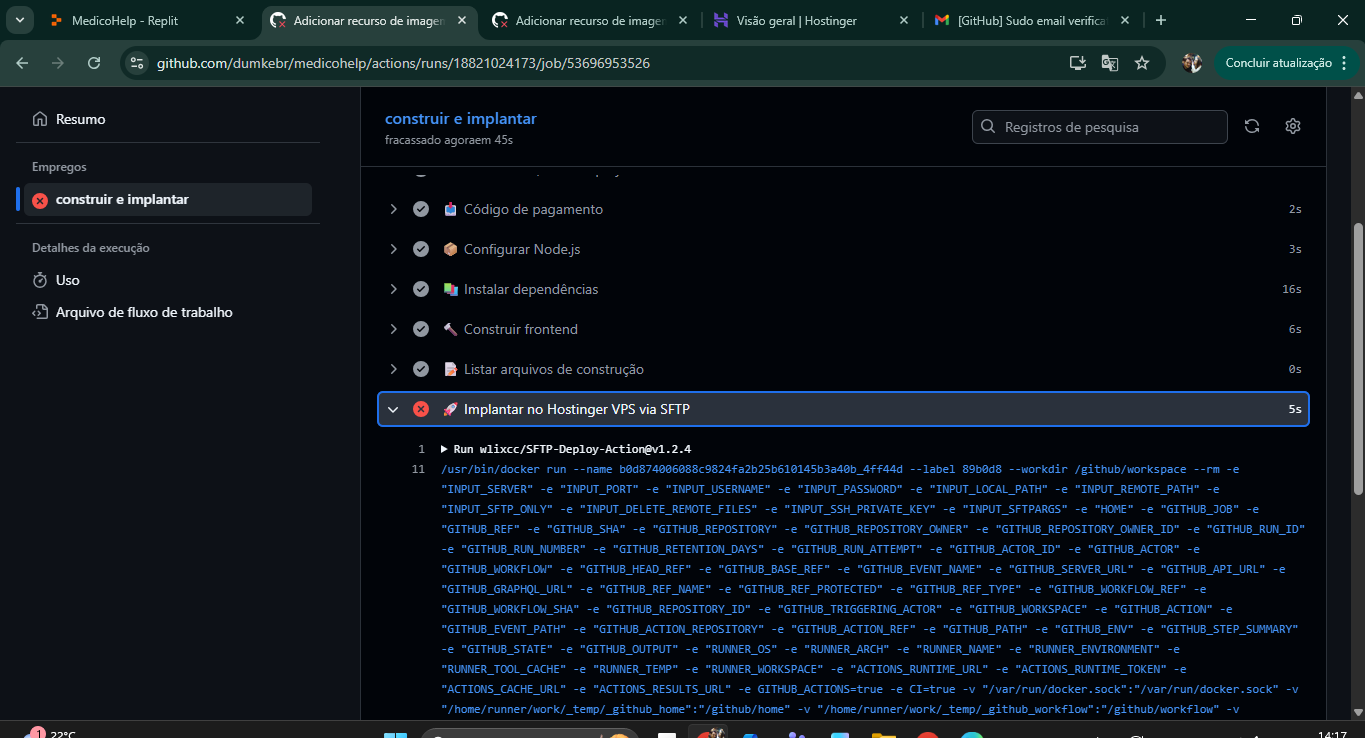 MedicoHelp - Replit
Adicionar recurso de imagen
Adicionar recurso de imagen
Visão geral | Hostinger
[GitHub] Sudo email verifica
github.com/dumkebr/medicohelp/actions/runs/18821024173/job/53696953526
Concluir atualização
Resumo
Empregos
construir e implantar
Detalhes da execução
Uso
Arquivo de fluxo de trabalho
construir e implantar
fracassado agoraem 45s
Registros de pesquisa
Código de pagamento 2s
Configurar Node.js 3s
Instalar dependências 16s
Construir frontend 6s
Listar arquivos de construção 0s
Implantar no Hostinger VPS via SFTP 5s
1 Run wlixcc/SFTP-Deploy-Action@v1.2.4
11 /usr/bin/docker run --name b0d874006088c9824fa2b25b610145b3a40b_4ff44d --label 89b0d8 --workdir /github/workspace --rm -e
"INPUT_SERVER" -e "INPUT_PORT" -e "INPUT_USERNAME" -e "INPUT_PASSWORD" -e "INPUT_LOCAL_PATH" -e "INPUT_REMOTE_PATH" -e
"INPUT_SFTP_ONLY" -e "INPUT_DELETE_REMOTE_FILES" -e "INPUT_SSH_PRIVATE_KEY" -e "INPUT_SFTPARGS" -e "HOME" -e "GITHUB_JOB" -e
"GITHUB_REF" -e "GITHUB_SHA" -e "GITHUB_REPOSITORY" -e "GITHUB_REPOSITORY_OWNER" -e "GITHUB_REPOSITORY_OWNER_ID" -e "GITHUB_RUN_ID"
-e "GITHUB_RUN_NUMBER" -e "GITHUB_RETENTION_DAYS" -e "GITHUB_RUN_ATTEMPT" -e "GITHUB_ACTOR_ID" -e "GITHUB_ACTOR" -e
"GITHUB_WORKFLOW" -e "GITHUB_HEAD_REF" -e "GITHUB_BASE_REF" -e "GITHUB_EVENT_NAME" -e "GITHUB_SERVER_URL" -e "GITHUB_API_URL" -e
"GITHUB_GRAPHQL_URL" -e "GITHUB_REF_NAME" -e "GITHUB_REF_PROTECTED" -e "GITHUB_REF_TYPE" -e "GITHUB_WORKFLOW_REF" -e
"GITHUB_WORKFLOW_SHA" -e "GITHUB_REPOSITORY_ID" -e "GITHUB_TRIGGERING_ACTOR" -e "GITHUB_WORKSPACE" -e "GITHUB_ACTION" -e
"GITHUB_EVENT_PATH" -e "GITHUB_ACTION_REPOSITORY" -e "GITHUB_ACTION_REF" -e "GITHUB_PATH" -e "GITHUB_ENV" -e "GITHUB_STEP_SUMMARY"
-e "GITHUB_STATE" -e "GITHUB_OUTPUT" -e "RUNNER_OS" -e "RUNNER_ARCH" -e "RUNNER_NAME" -e "RUNNER_ENVIRONMENT" -e
"RUNNER_TOOL_CACHE" -e "RUNNER_TEMP" -e "RUNNER_WORKSPACE" -e "ACTIONS_RUNTIME_URL" -e "ACTIONS_RUNTIME_TOKEN" -e
"ACTIONS_CACHE_URL" -e "ACTIONS_RESULTS_URL" -e GITHUB_ACTIONS=true -e CI=true -v "/var/run/docker.sock":"/var/run/docker.sock" -v
"/home/runner/work/_temp/_github_home":"/github/home" -v "/home/runner/work/_temp/_github_workflow":"/github/workflow" -v
1 22°C
14:17